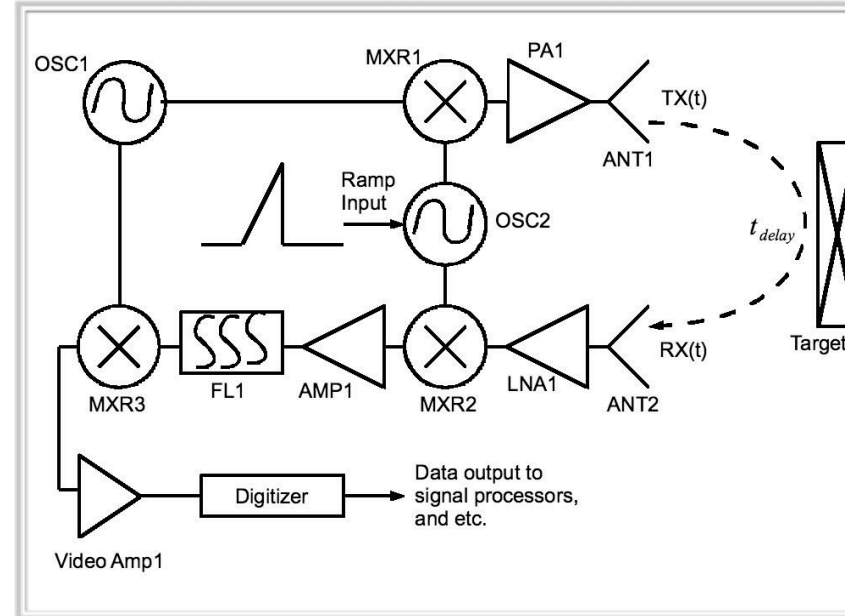 OSC1
MXR1
PA1
TX(t)
ANT1
Ramp
Input
OSC2
t delay
RX(t)
Target
MXR3
FL1
AMP1
MXR2
LNA1
ANT2
Digitizer
Data output to
signal processors,
and etc.
Video Amp1